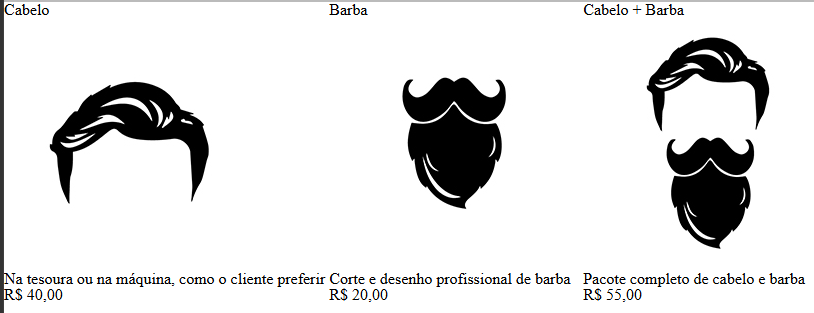 Cabelo
Barba
Cabelo + Barba
Na tesoura ou na máquina, como o cliente preferir
Corte e desenho profissional de barba
Pacote completo de cabelo e barba
R$ 40,00
R$ 20,00
R$ 55,00